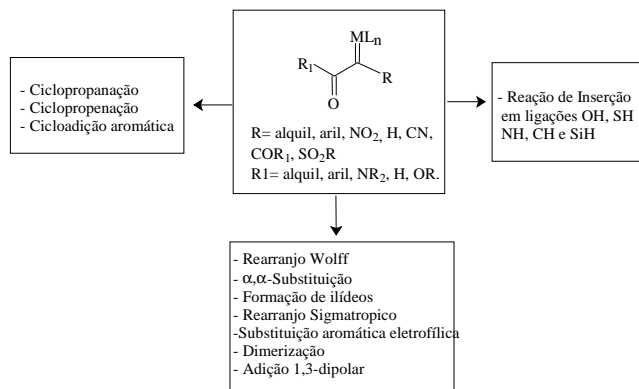 MLn
R1
R
O
R= alquil, aril, NO2, H, CN,
COR1, SO2R
R1= alquil, aril, NR2, H, OR.
- Ciclopropanação
- Ciclopropenação
- Cicloadição aromática
- Reação de Inserção
em ligações OH, SH
NH, CH e SiH
- Rearranjo Wolff
- α,α-Substituição
- Formação de ilídeos
- Rearranjo Sigmatropico
-Substituição aromática eletrofílica
- Dimerização
- Adição 1,3-dipolar